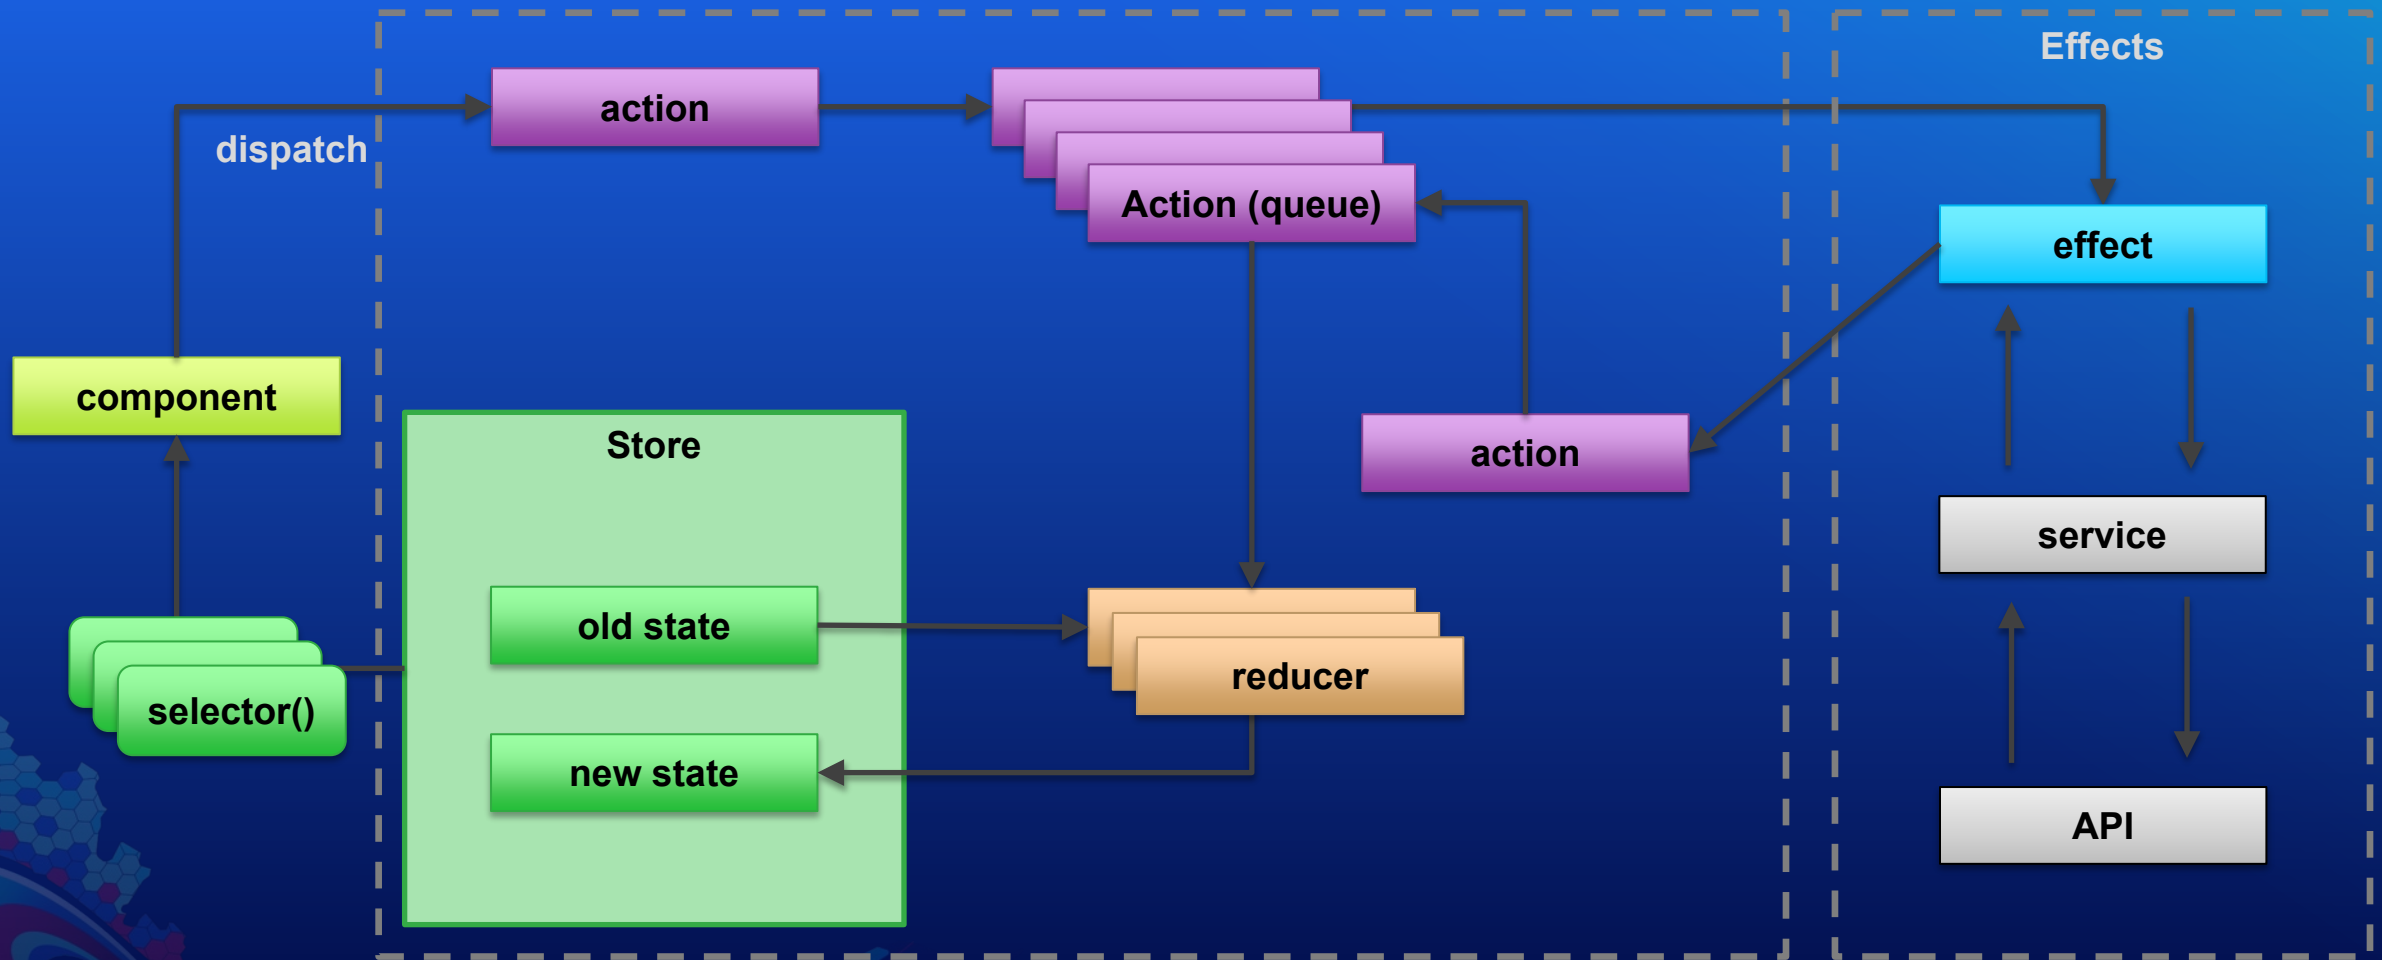 Effects
action
dispatch
Action (queue)
effect
component
Store
action
service
old state
reducer
selector()
new state
API